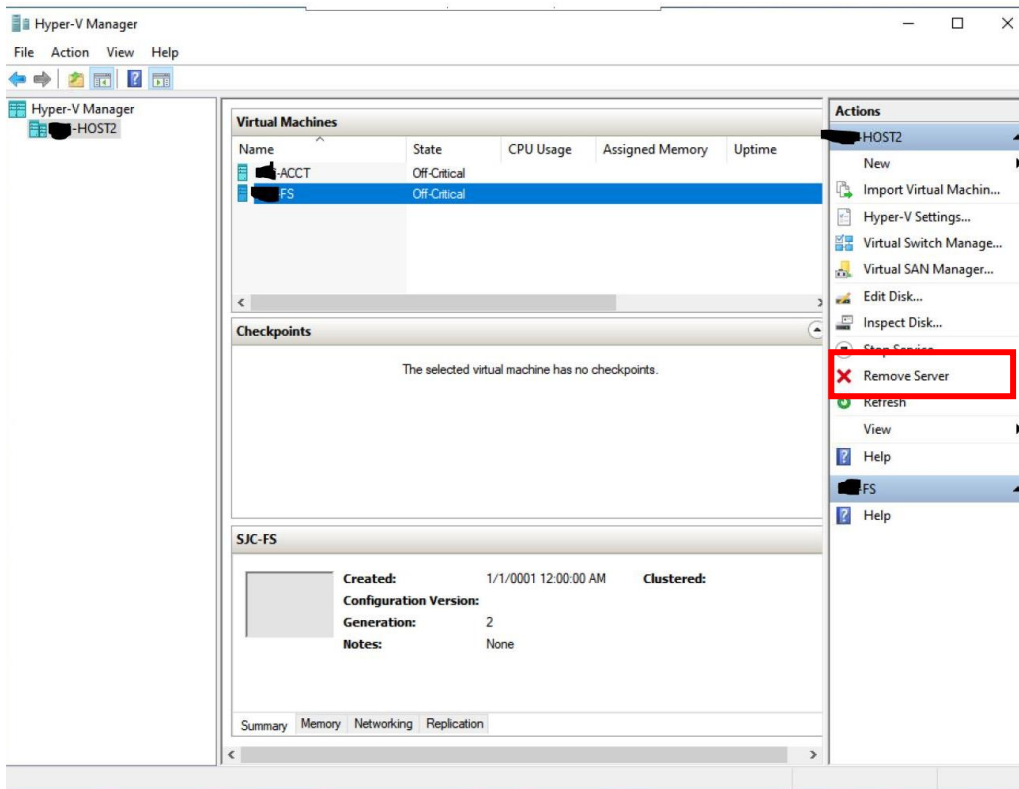 Hyper-V Manager
File Action View Help
Hyper-V Manager
-HOST2
Virtual Machines
Name State CPU Usage Assigned Memory Uptime
-ACCT Off-Critical
-FS Off-Critical
Checkpoints
The selected virtual machine has no checkpoints.
SJC-FS
Created: 1/1/0001 12:00:00 AM Clustered:
Configuration Version:
Generation: 2
Notes: None
Summary Memory Networking Replication
Actions
-HOST2
New
Import Virtual Machin...
Hyper-V Settings...
Virtual Switch Manage...
Virtual SAN Manager...
Edit Disk...
Inspect Disk...
Stop Service
Remove Server
Refresh
View
Help
-FS
Help